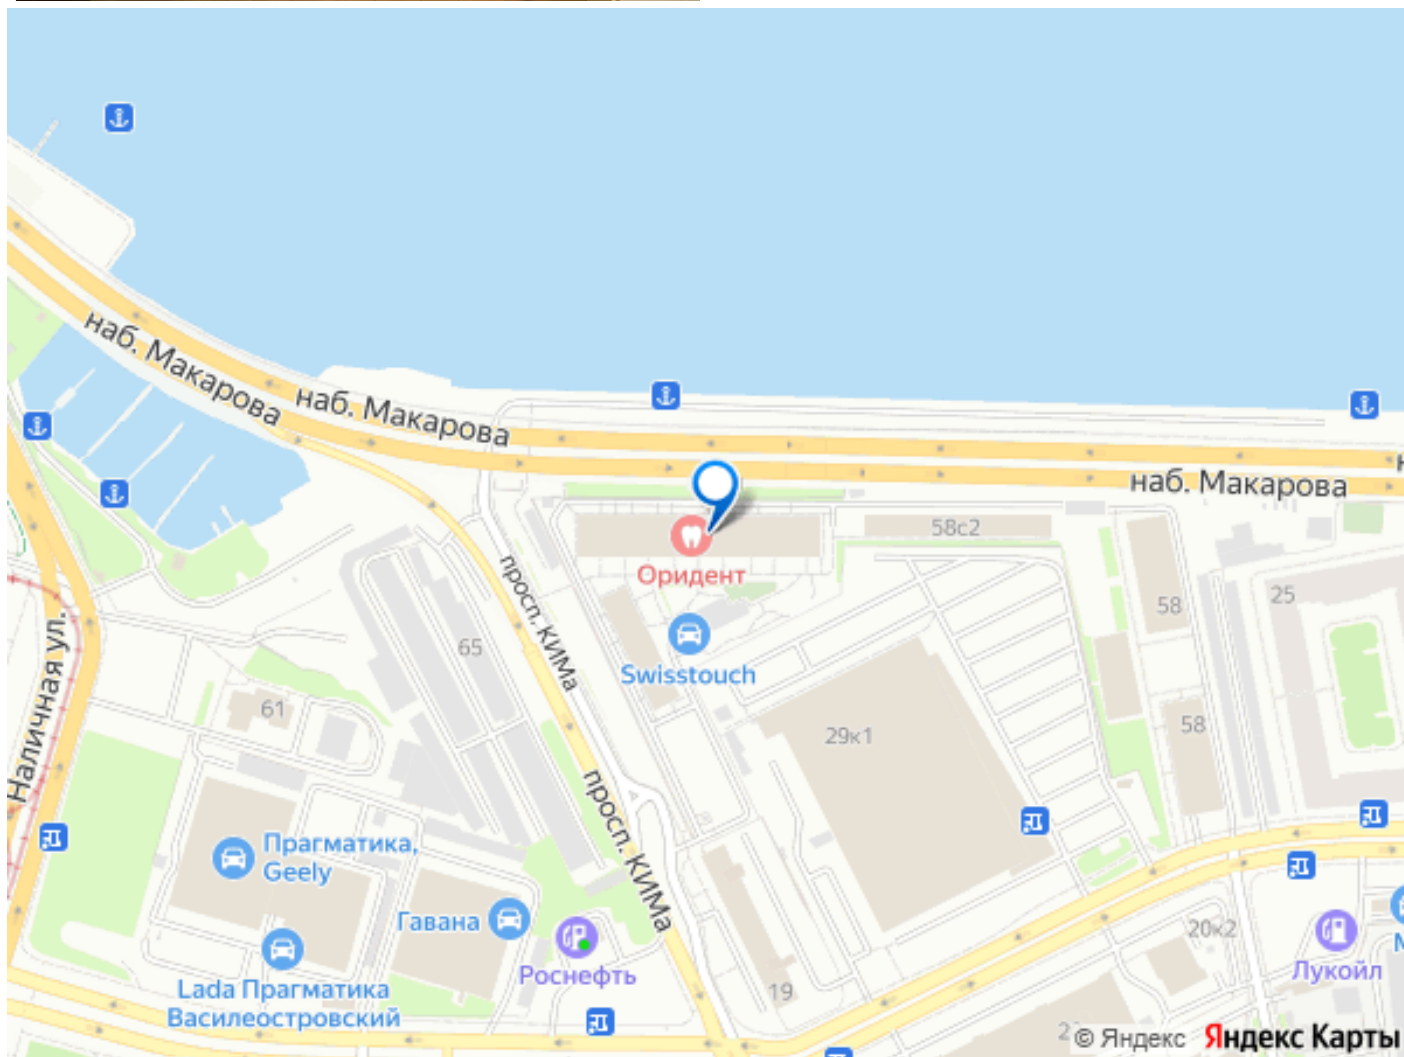 наб. Макарова
наб. Макарова
наб. Макарова
58с2
Оридент
просп. КИМа
25
58
65
Swisstouch
Наличная ул.
61
29к1
58
просп. КИМа
Прагматика,
Geely
Гавана
20к2
Роснефть
Лукойл
Lada Прагматика
Василеостровский
19
© Яндекс Яндекс Карты